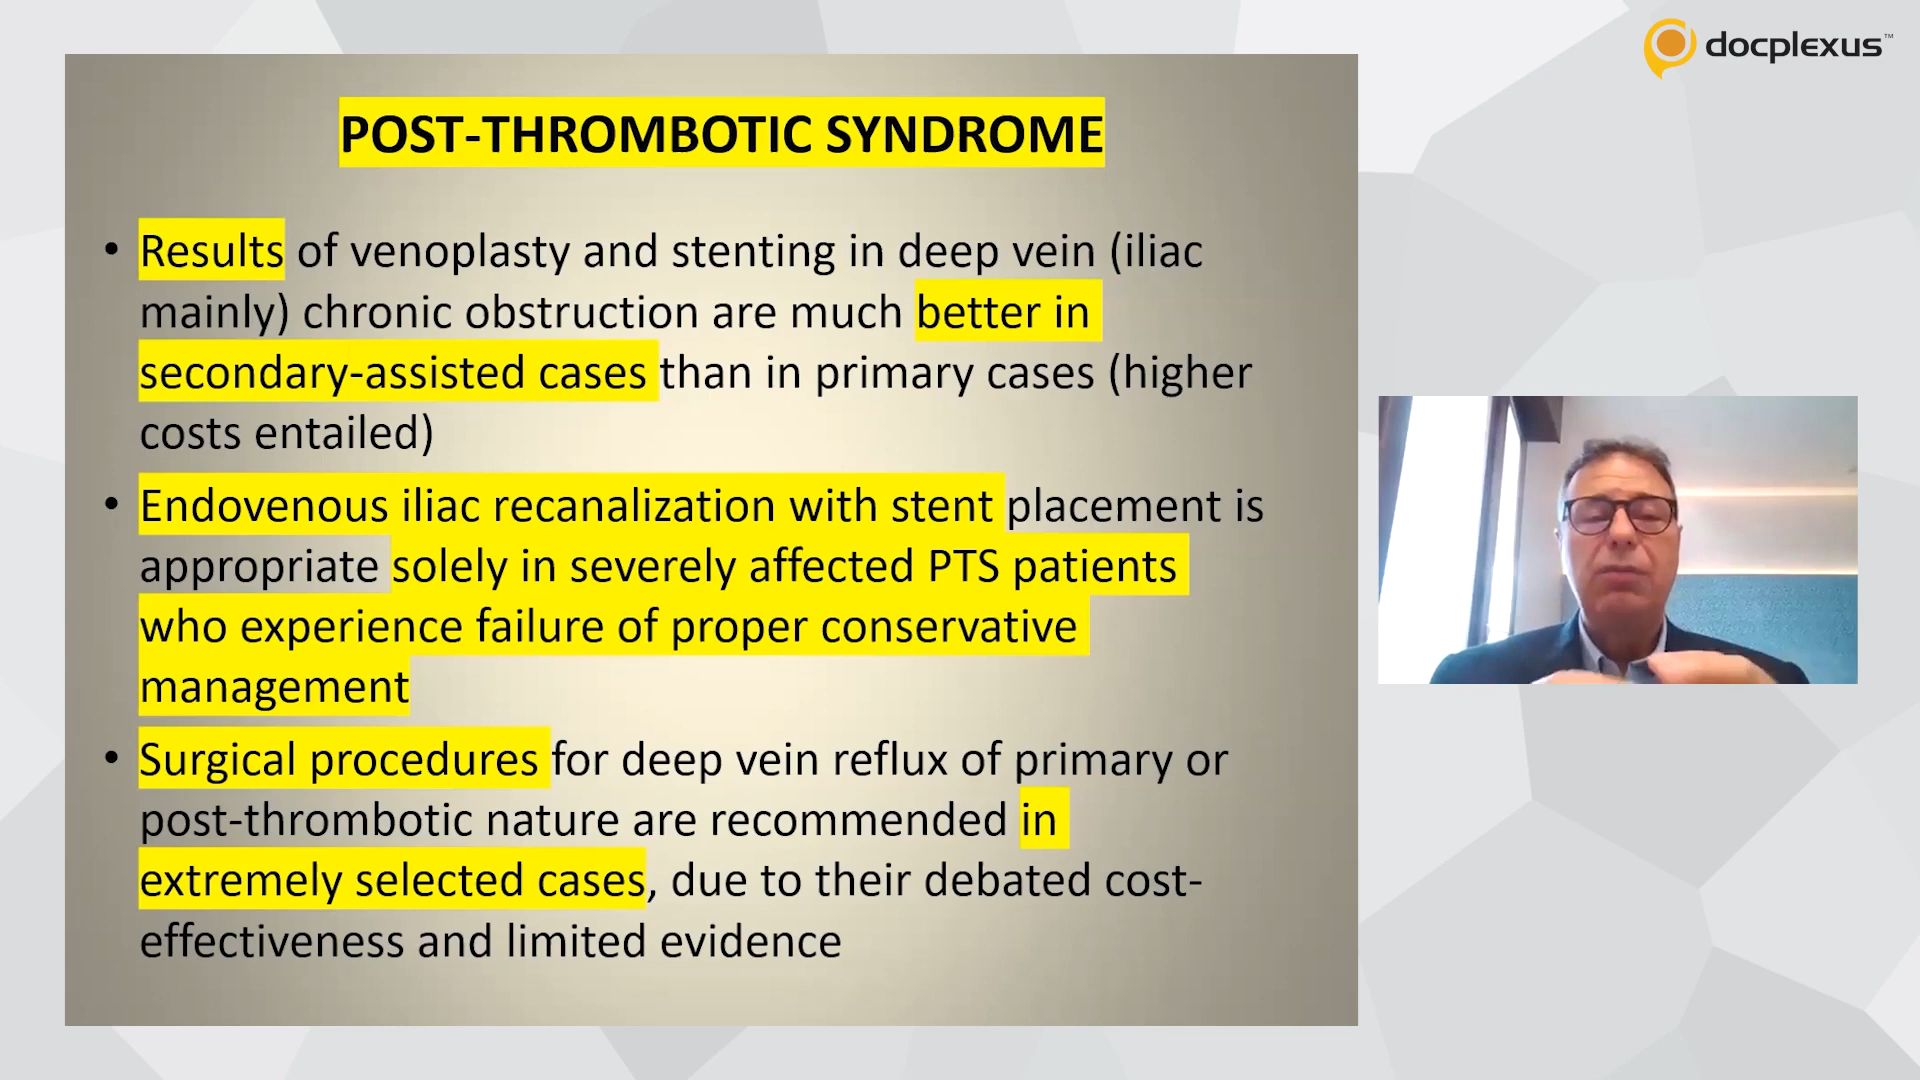 docplexus™
POST-THROMBOTIC SYNDROME
• Results of venoplasty and stenting in deep vein (iliac
mainly) chronic obstruction are much better in
secondary-assisted cases than in primary cases (higher
costs entailed)
• Endovenous iliac recanalization with stent placement is
appropriate solely in severely affected PTS patients
who experience failure of proper conservative
management
• Surgical procedures for deep vein reflux of primary or
post-thrombotic nature are recommended in
extremely selected cases, due to their debated cost-
effectiveness and limited evidence